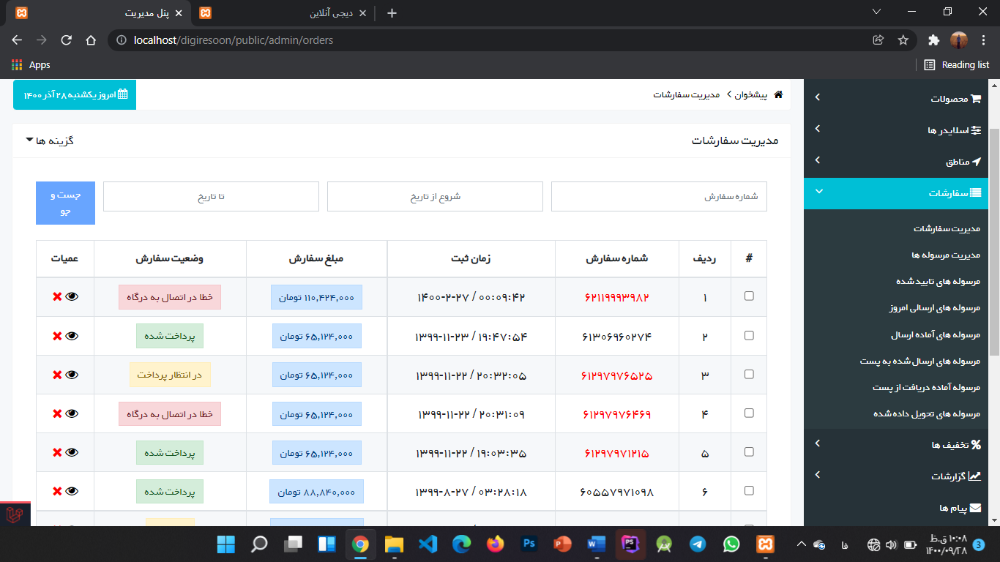 پنل مدیریت
دیجی آنلاین
localhost/digiresoon/public/admin/orders
Apps
Reading list
امروز یکشنبه ۲۸ آذر ۱۴۰۰
پیشخوان > مدیریت سفارشات
مدیریت سفارشات
گزینه ها
شماره سفارش
شروع از تاریخ
تا تاریخ
جست و
جو
# ردیف شماره سفارش زمان ثبت مبلغ سفارش وضعیت سفارش عمیات
۱ ۶۲۱۱۹۹۹۳۹۸۲ ۱۴۰۰-۲-۲۷ / ۰۰:۰۹:۴۲ ۱۱۰,۴۲۴,۰۰۰ تومان خطا در اتصال به درگاه
۲ ۶۱۳۰۶۹۶۰۲۷۴ ۱۳۹۹-۱۱-۲۳ / ۱۹:۴۷:۵۴ ۶۵,۱۲۴,۰۰۰ تومان پرداخت شده
۳ ۶۱۲۹۷۹۷۶۵۲۵ ۱۳۹۹-۱۱-۲۲ / ۲۰:۳۲:۰۵ ۶۵,۱۲۴,۰۰۰ تومان در انتظار پرداخت
۴ ۶۱۲۹۷۹۷۶۴۶۹ ۱۳۹۹-۱۱-۲۲ / ۲۰:۳۱:۰۹ ۶۵,۱۲۴,۰۰۰ تومان خطا در اتصال به درگاه
۵ ۶۱۲۹۷۹۷۱۲۱۵ ۱۳۹۹-۱۱-۲۲ / ۱۹:۰۳:۳۵ ۶۵,۱۲۴,۰۰۰ تومان پرداخت شده
۶ ۶۰۵۵۷۹۷۱۰۹۸ ۱۳۹۹-۸-۲۷ / ۰۳:۲۸:۱۸ ۸۸,۸۴۰,۰۰۰ تومان پرداخت شده
محصولات
اسلایدر ها
مناطق
سفارشات
مدیریت سفارشات
مدیریت مرسوله ها
مرسوله های تایید شده
مرسوله های ارسالی امروز
مرسوله های آماده ارسال
مرسوله های ارسال شده به پست
مرسوله آماده دریافت از پست
مرسوله های تحویل داده شده
تخفیف ها
گزارشات
پیام ها
Ps
P
W
PS
فا
۱۰:۰۸ ق.ظ
۱۴۰۰/۰۹/۲۸
3